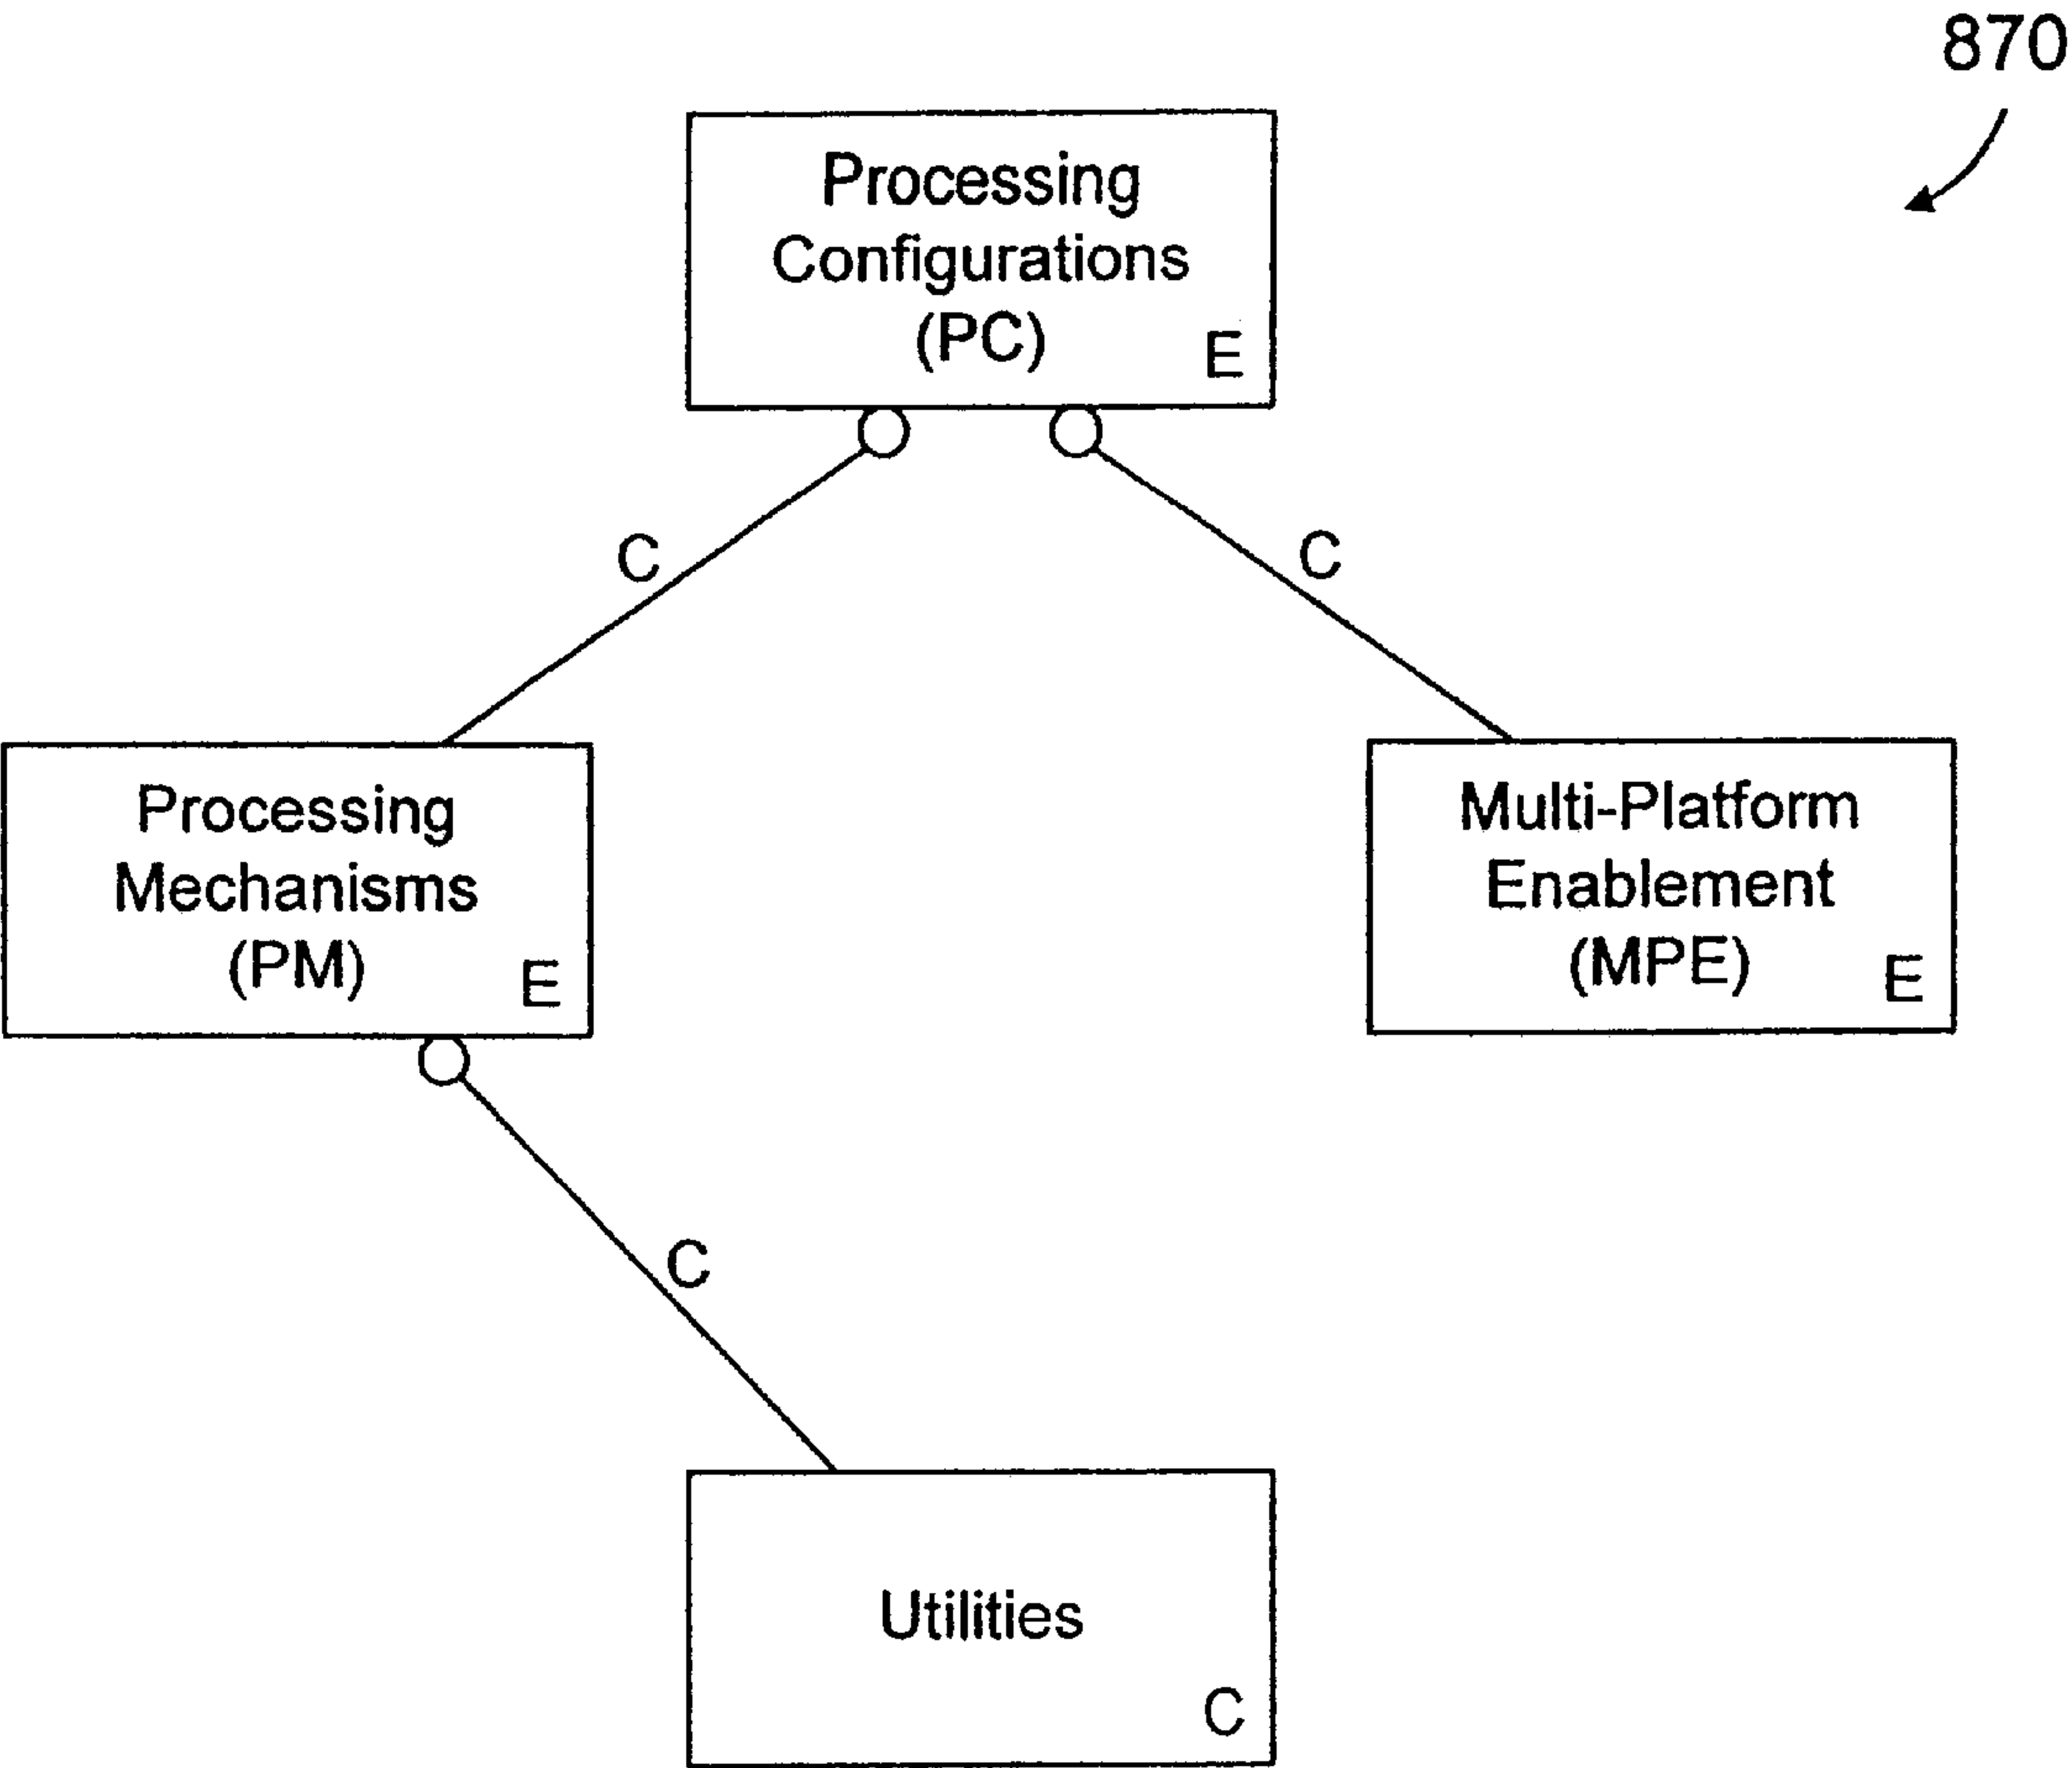 870
Processing
Configurations
(PC)
E
C
C
Processing
Mechanisms
(PM)
E
Multi-Platform
Enablement
(MPE)
E
C
Utilities
C